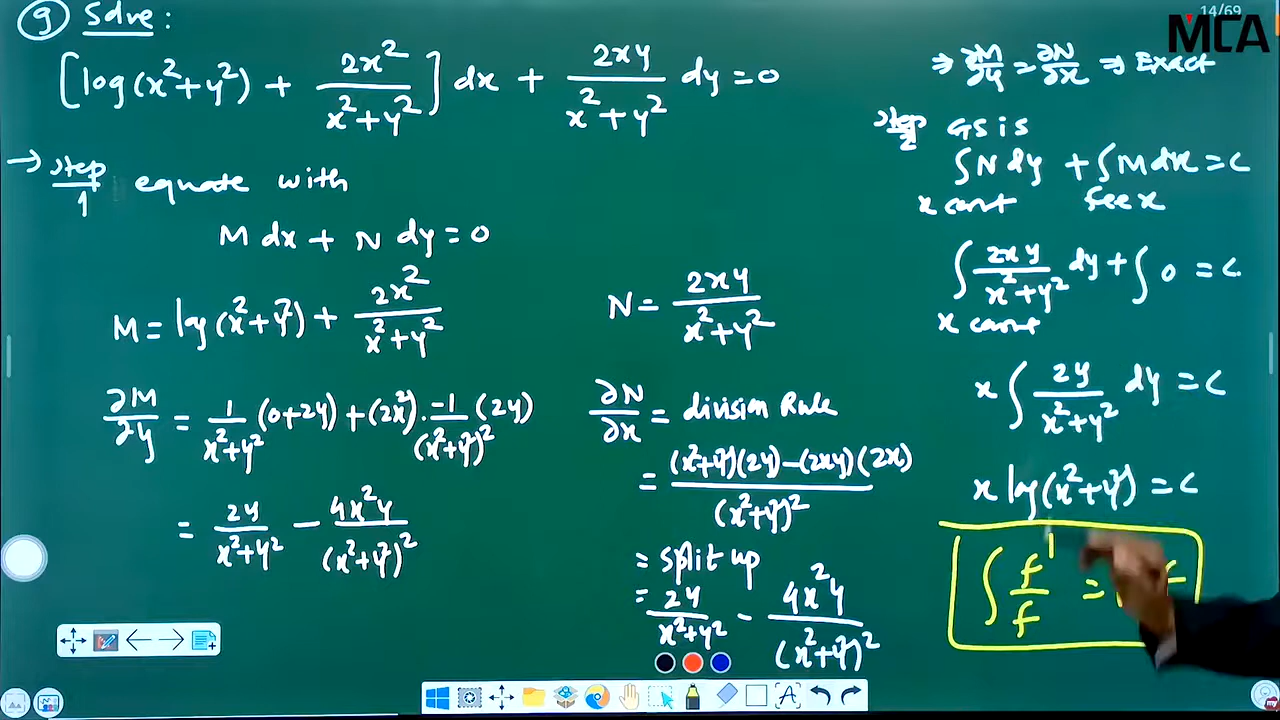 9) Solve :
[log(x²+y²) + 2x²/(x²+y²)] dx + 2xy/(x²+y²) dy = 0
→ Step 1 equate with
M dx + N dy = 0
M = log(x²+y²) + 2x²/(x²+y²)
∂M/∂y = 1/(x²+y²) (0+2y) + (2x²) · -1/(x²+y²)² (2y)
= 2y/(x²+y²) - 4x²y/(x²+y²)²
N = 2xy/(x²+y²)
∂N/∂x = division Rule
= ((x²+y²)(2y) - (2xy)(2x))/(x²+y²)²
= split up
= 2y/(x²+y²) - 4x²y/(x²+y²)²
14/69
MCA
⇒ ∂M/∂y = ∂N/∂x ⇒ Exact
Step 2 GS is
∫ N dy + ∫ M dx = c
x const free x
∫ 2xy/(x²+y²) dy + ∫ 0 = c
x const
x ∫ 2y/(x²+y²) dy = c
x log(x²+y²) = c
∫ f'/f =